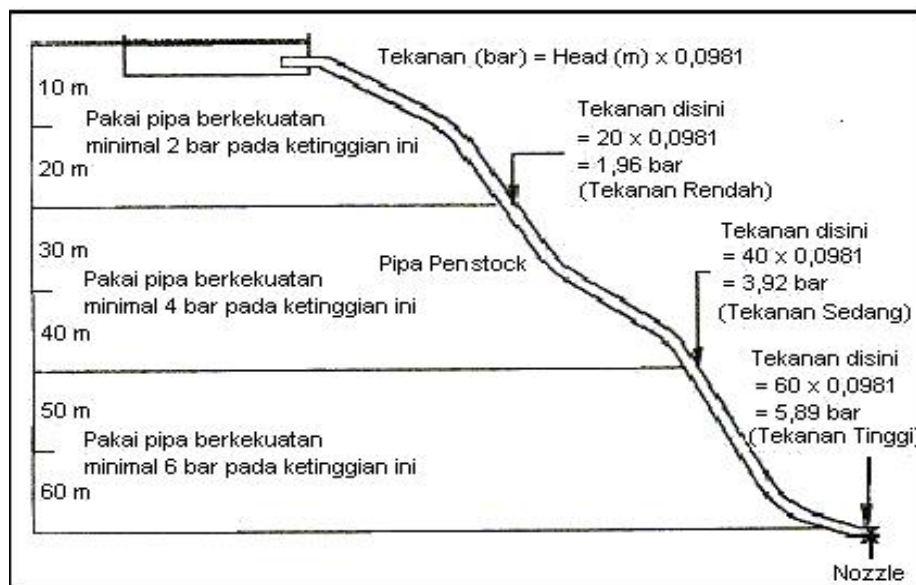 Tekanan (bar) = Head (m) x 0,0981
10 m
Pakai pipa berkekuatan
minimal 2 bar pada ketinggian ini
20 m
Tekanan disini
= 20 x 0,0981
= 1,96 bar
(Tekanan Rendah)
30 m
Pipa Penstock
Pakai pipa berkekuatan
minimal 4 bar pada ketinggian ini
40 m
Tekanan disini
= 40 x 0,0981
= 3,92 bar
(Tekanan Sedang)
50 m
Pakai pipa berkekuatan
minimal 6 bar pada ketinggian ini
60 m
Tekanan disini
= 60 x 0,0981
= 5,89 bar
(Tekanan Tinggi)
Nozzle